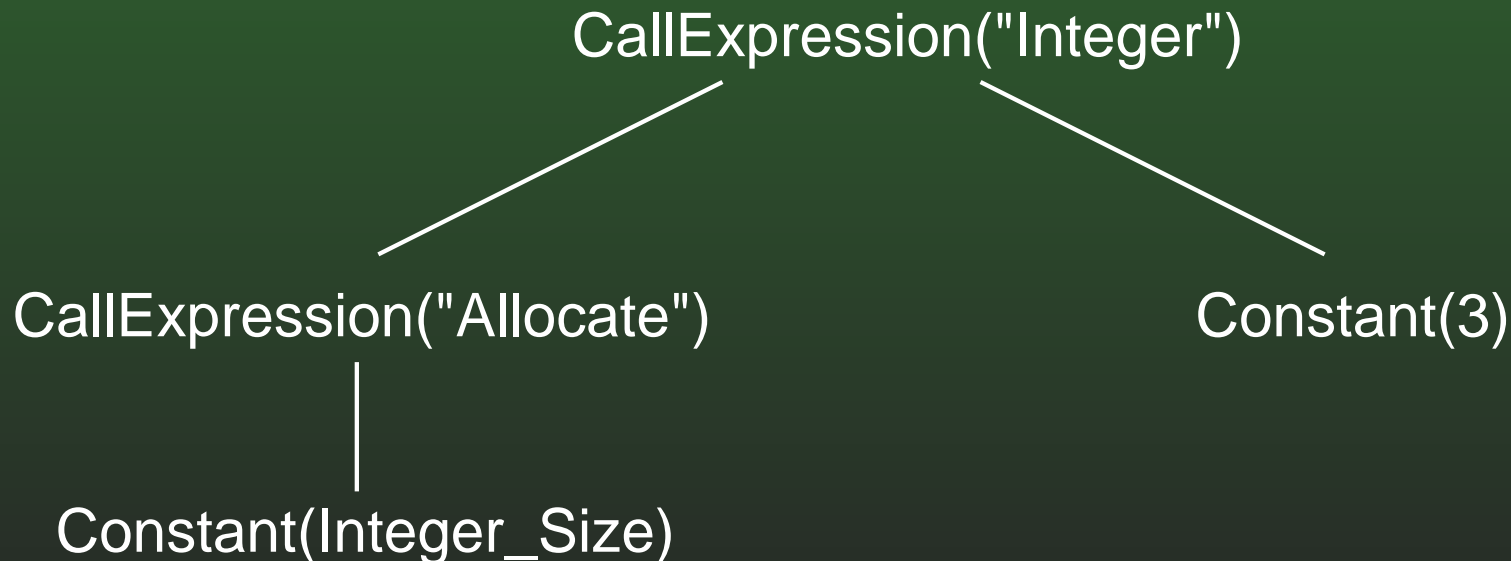 CallExpression("Integer")
CallExpression("Allocate") Constant(3)
Constant(Integer_Size)